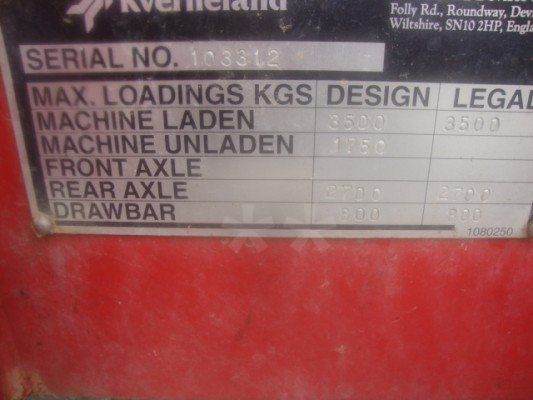 Kverneland
Folly Rd., Roundway, Dev
Wiltshire, SN10 2HP, Engla
SERIAL NO. 103312
MAX. LOADINGS KGS DESIGN LEGAL
MACHINE LADEN 3500 3500
MACHINE UNLADEN 1750
FRONT AXLE
REAR AXLE 2700 2700
DRAWBAR 800 800
1080250